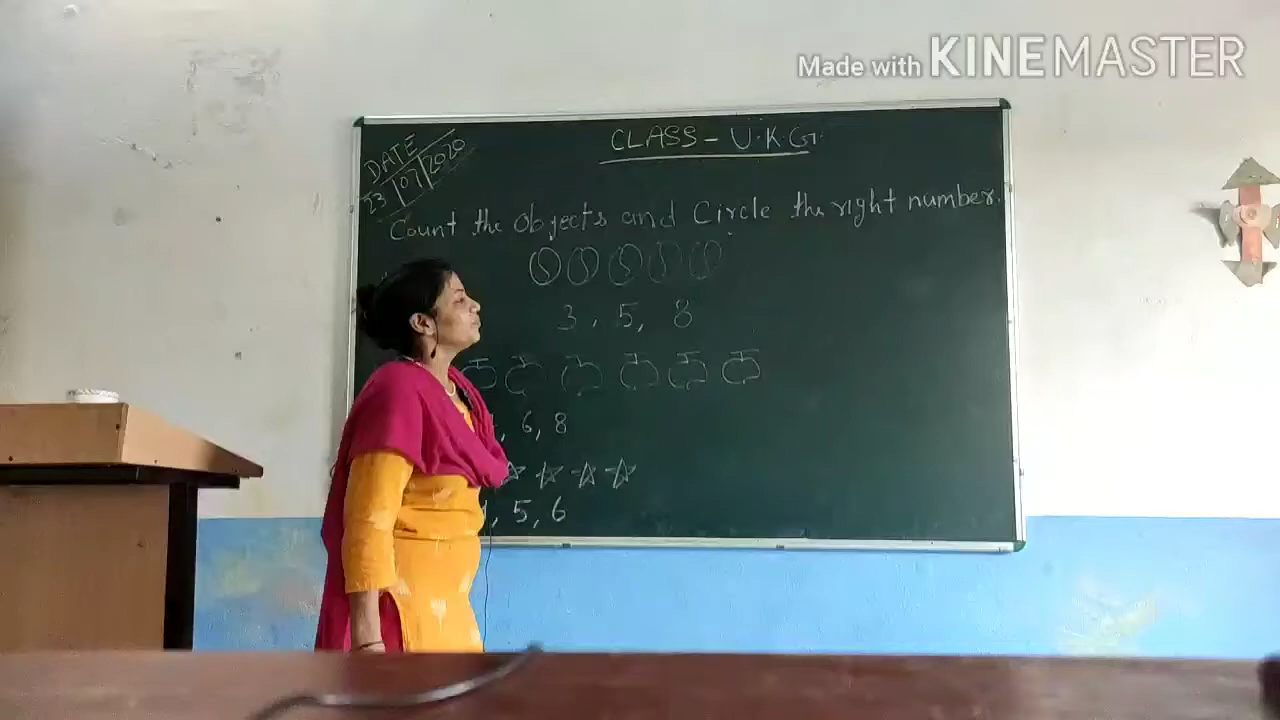 Made with KINEMASTER
CLASS - U.K.G.
DATE
23/07/2020
Count the objects and Circle the right number.
3, 5, 8
, 6, 8
, 5, 6